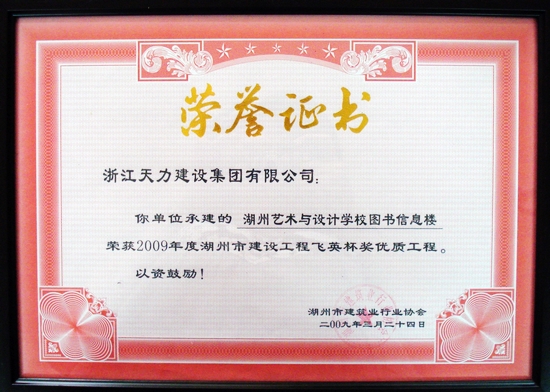 荣誉证书
浙江天力建设集团有限公司：
你单位承建的 湖州艺术与设计学校图书信息楼
荣获2009年度湖州市建设工程飞英杯奖优质工程。
以资鼓励！
湖州市建筑业行业协会
二00九年三月二十四日